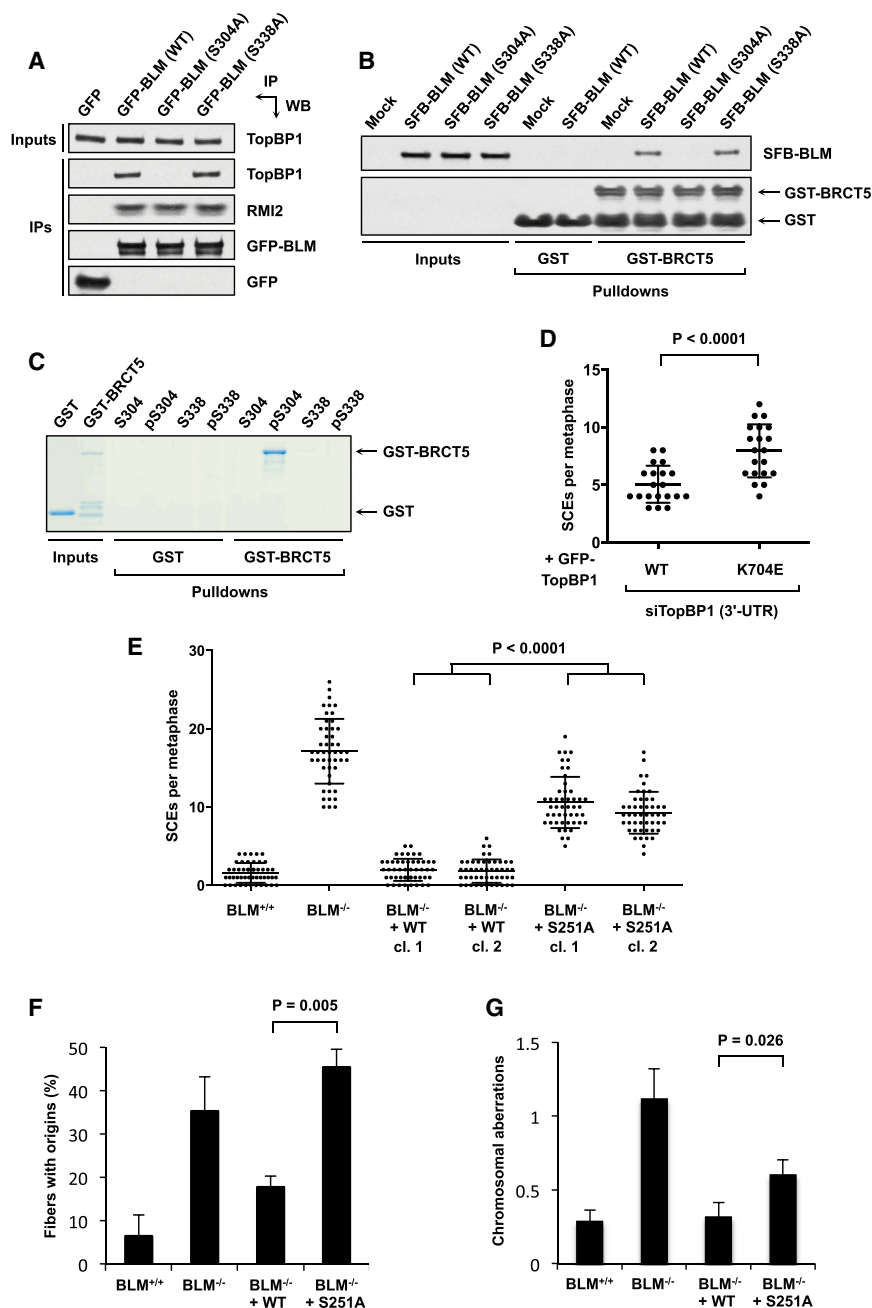 A
GFP
GFP-BLM (WT)
GFP-BLM (S304A)
GFP-BLM (S338A)
IP
WB
Inputs
TopBP1
IPs
TopBP1
RMI2
GFP-BLM
GFP
B
Mock
SFB-BLM (WT)
SFB-BLM (S304A)
SFB-BLM (S338A)
Mock
SFB-BLM (WT)
Mock
SFB-BLM (WT)
SFB-BLM (S304A)
SFB-BLM (S338A)
SFB-BLM
GST-BRCT5
GST
Inputs
GST
GST-BRCT5
Pulldowns
C
GST
GST-BRCT5
S304
pS304
S338
pS338
S304
pS304
S338
pS338
GST-BRCT5
GST
Inputs
GST
GST-BRCT5
Pulldowns
D
P < 0.0001
SCEs per metaphase
15
10
5
0
+ GFP-
TopBP1
WT
K704E
siTopBP1 (3'-UTR)
E
P < 0.0001
SCEs per metaphase
30
20
10
0
BLM+/+
BLM-/-
BLM-/-
+ WT
cl. 1
BLM-/-
+ WT
cl. 2
BLM-/-
+ S251A
cl. 1
BLM-/-
+ S251A
cl. 2
F
P = 0.005
Fibers with origins (%)
50
40
30
20
10
0
BLM+/+
BLM-/-
BLM-/-
+ WT
BLM-/-
+ S251A
G
P = 0.026
Chromosomal aberrations
1.5
1
0.5
0
BLM+/+
BLM-/-
BLM-/-
+ WT
BLM-/-
+ S251A